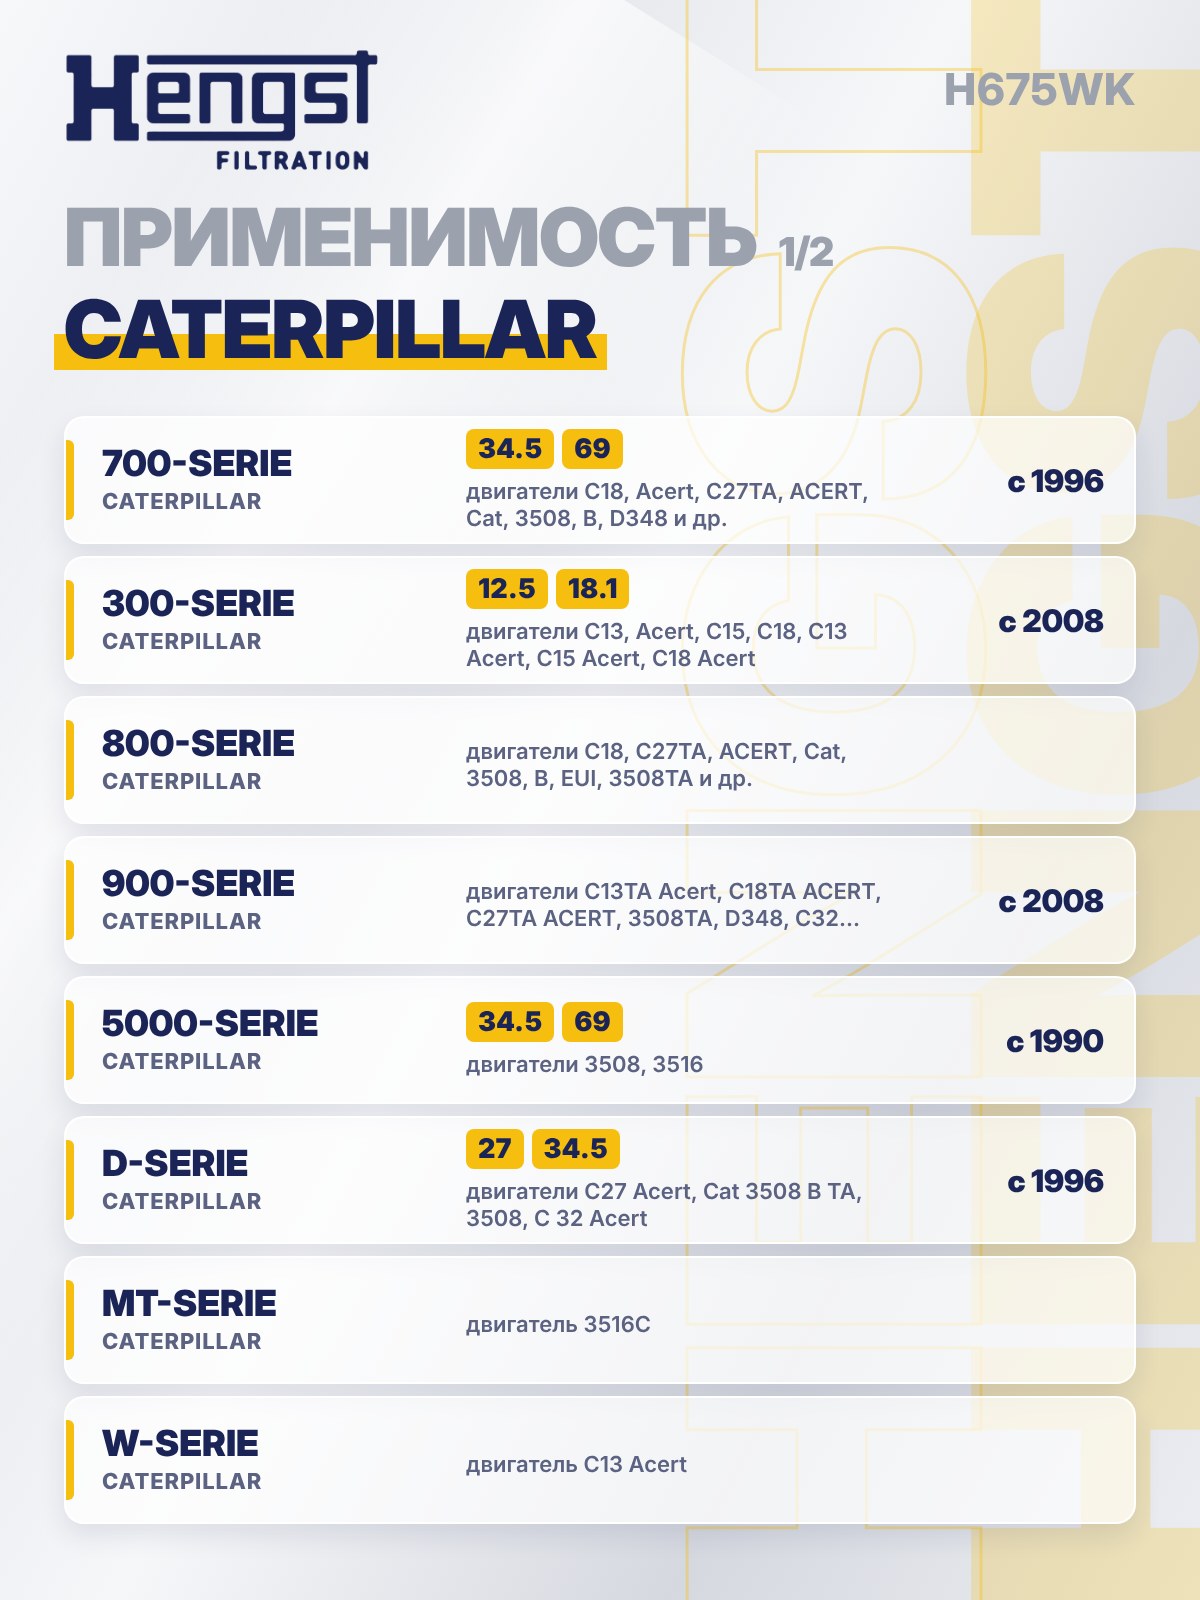 Hengst
FILTRATION
H675WK
ПРИМЕНИМОСТЬ 1/2
CATERPILLAR
700-SERIE
CATERPILLAR
34.5 69
двигатели C18, Acert, C27TA, ACERT,
Cat, 3508, B, D348 и др.
с 1996
300-SERIE
CATERPILLAR
12.5 18.1
двигатели C13, Acert, C15, C18, C13
Acert, C15 Acert, C18 Acert
с 2008
800-SERIE
CATERPILLAR
двигатели C18, C27TA, ACERT, Cat,
3508, B, EUI, 3508TA и др.
900-SERIE
CATERPILLAR
двигатели C13TA Acert, C18TA ACERT,
C27TA ACERT, 3508TA, D348, C32...
с 2008
5000-SERIE
CATERPILLAR
34.5 69
двигатели 3508, 3516
с 1990
D-SERIE
CATERPILLAR
27 34.5
двигатели C27 Acert, Cat 3508 B TA,
3508, C 32 Acert
с 1996
MT-SERIE
CATERPILLAR
двигатель 3516C
W-SERIE
CATERPILLAR
двигатель C13 Acert
HENGST
HENGST